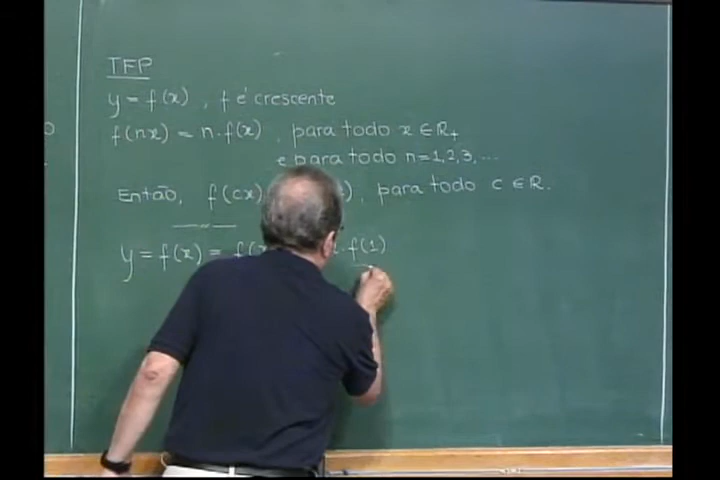 TFP
y = f(x) , f é crescente
f(nx) = n·f(x) , para todo x ∈ R+
e para todo n=1,2,3,...
Então, f(cx) ), para todo c ∈ R.
y = f(x) = f( · f(1)